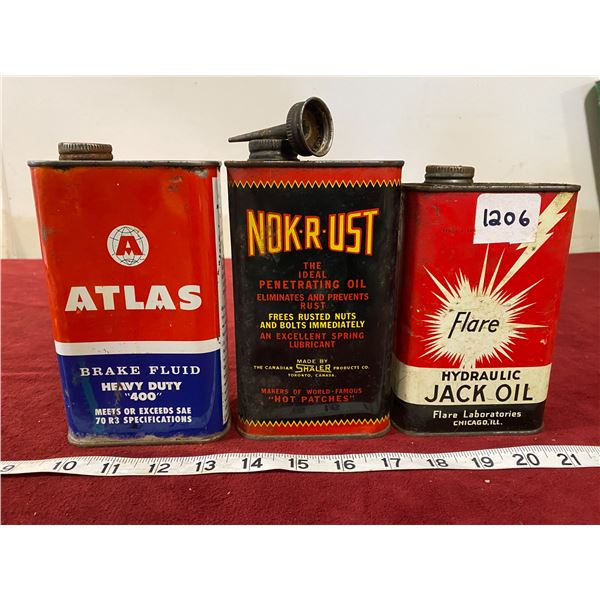 A
ATLAS
BRAKE FLUID
HEAVY DUTY
"400"
MEETS OR EXCEEDS SAE
70 R3 SPECIFICATIONS
NOK-R-UST
THE
IDEAL
PENETRATING OIL
ELIMINATES AND PREVENTS
RUST
FREES RUSTED NUTS
AND BOLTS IMMEDIATELY
AN EXCELLENT SPRING
LUBRICANT
MADE BY
THE CANADIAN SHALER PRODUCTS CO.
TORONTO, CANADA.
MAKERS OF WORLD-FAMOUS
"HOT PATCHES"
1206
Flare
HYDRAULIC
JACK OIL
Flare Laboratories
CHICAGO, ILL.
9 10 11 12 13 14 15 16 17 18 19 20 21